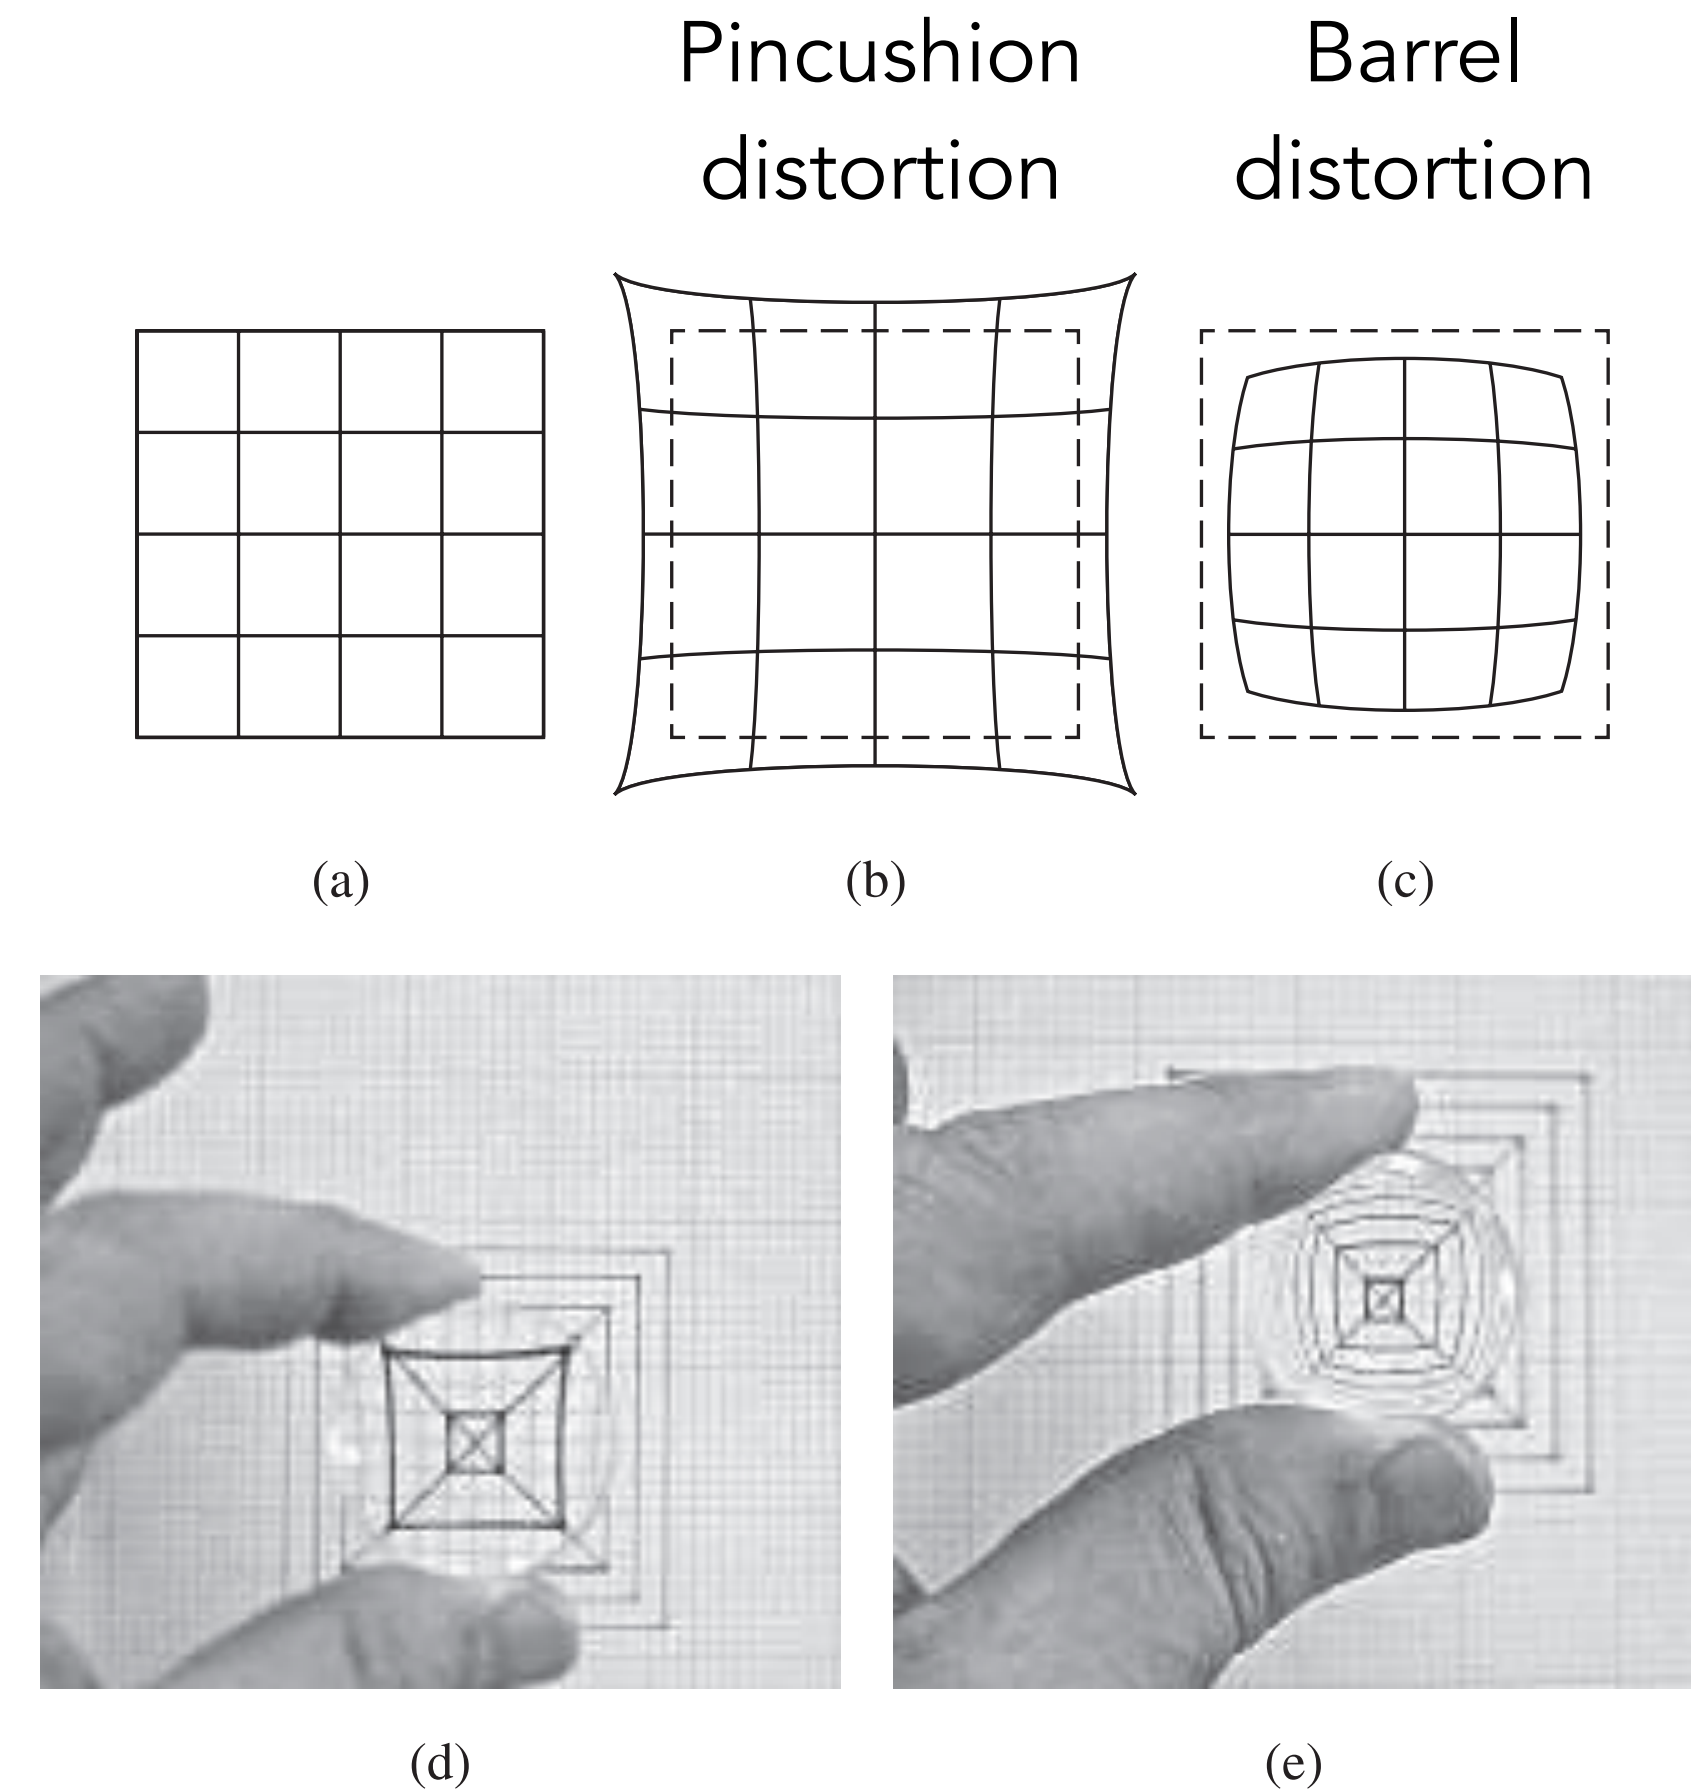 Pincushion
distortion
Barrel
distortion
(a)
(b)
(c)
(d)
(e)